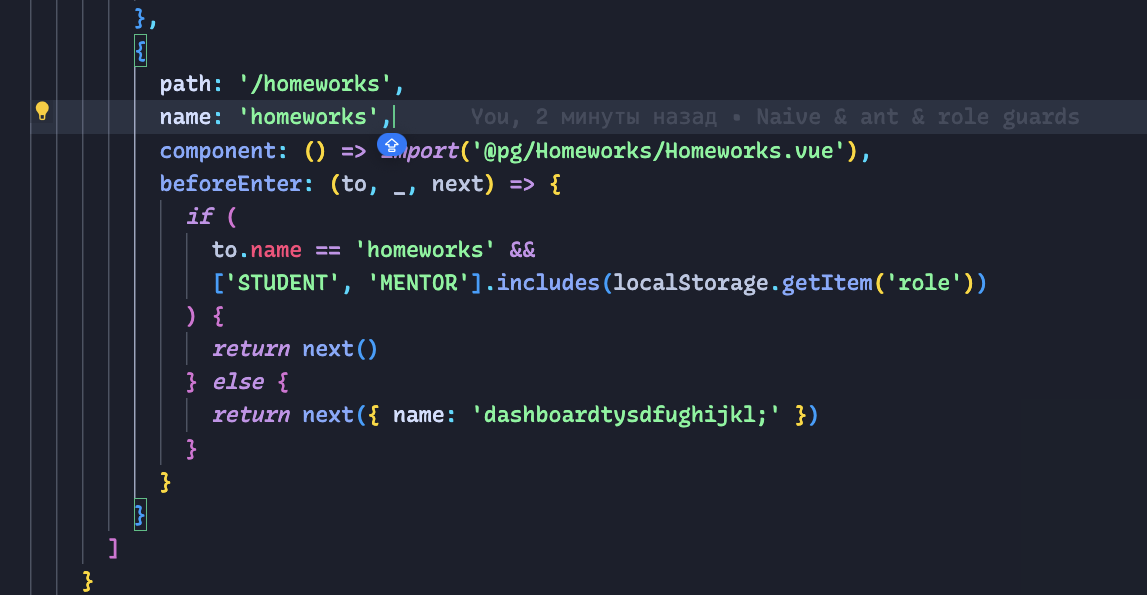 },
{
path: '/homeworks',
name: 'homeworks', You, 2 минуты назад • Naive & ant & role guards
component: () => import('@pg/Homeworks/Homeworks.vue'),
beforeEnter: (to, _, next) => {
if (
to.name == 'homeworks' &&
['STUDENT', 'MENTOR'].includes(localStorage.getItem('role'))
) {
return next()
} else {
return next({ name: 'dashboardtysdfughijkl;' })
}
}
}
]
}